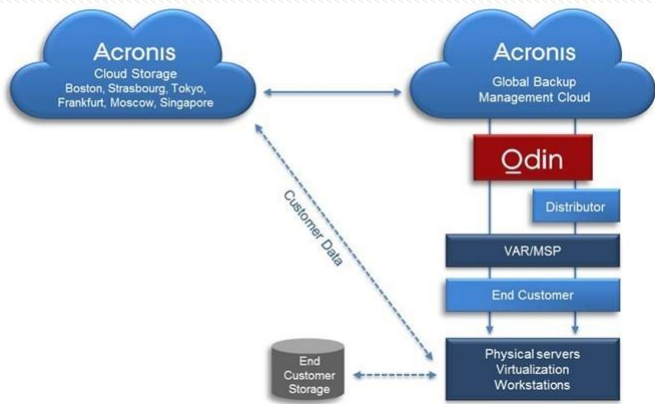 Acronis
Cloud Storage
Boston, Strasbourg, Tokyo,
Frankfurt, Moscow, Singapore
Acronis
Global Backup
Management Cloud
Odin
Distributor
VAR/MSP
End Customer
Customer Data
Physical servers
Virtualization
Workstations
End
Customer
Storage